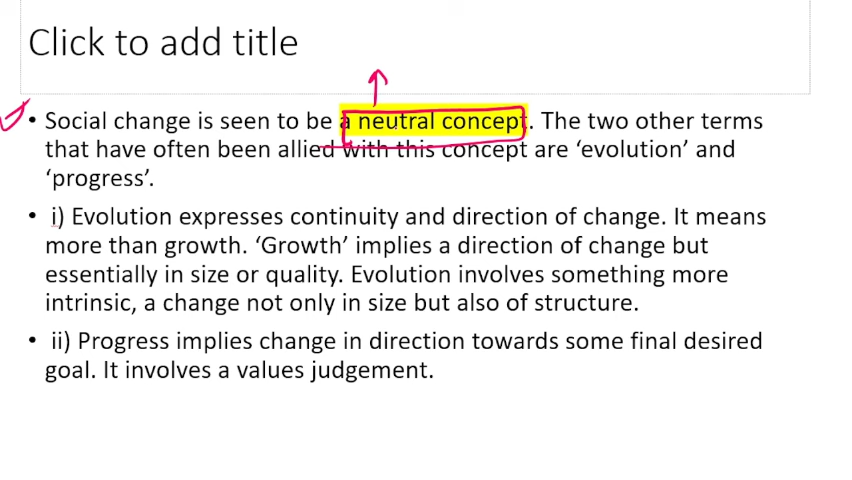 Click to add title
• Social change is seen to be a neutral concept. The two other terms
that have often been allied with this concept are ‘evolution’ and
‘progress’.
• i) Evolution expresses continuity and direction of change. It means
more than growth. ‘Growth’ implies a direction of change but
essentially in size or quality. Evolution involves something more
intrinsic, a change not only in size but also of structure.
• ii) Progress implies change in direction towards some final desired
goal. It involves a values judgement.